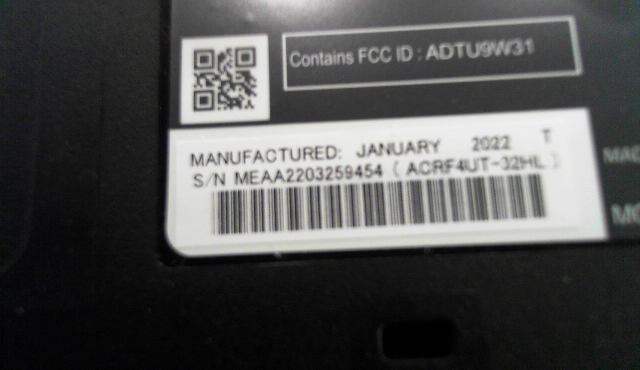 Contains FCC ID : ADTU9W31
MANUFACTURED: JANUARY 2022 T
S/N MEAA2203259454 ( ACRF4UT-32HL )